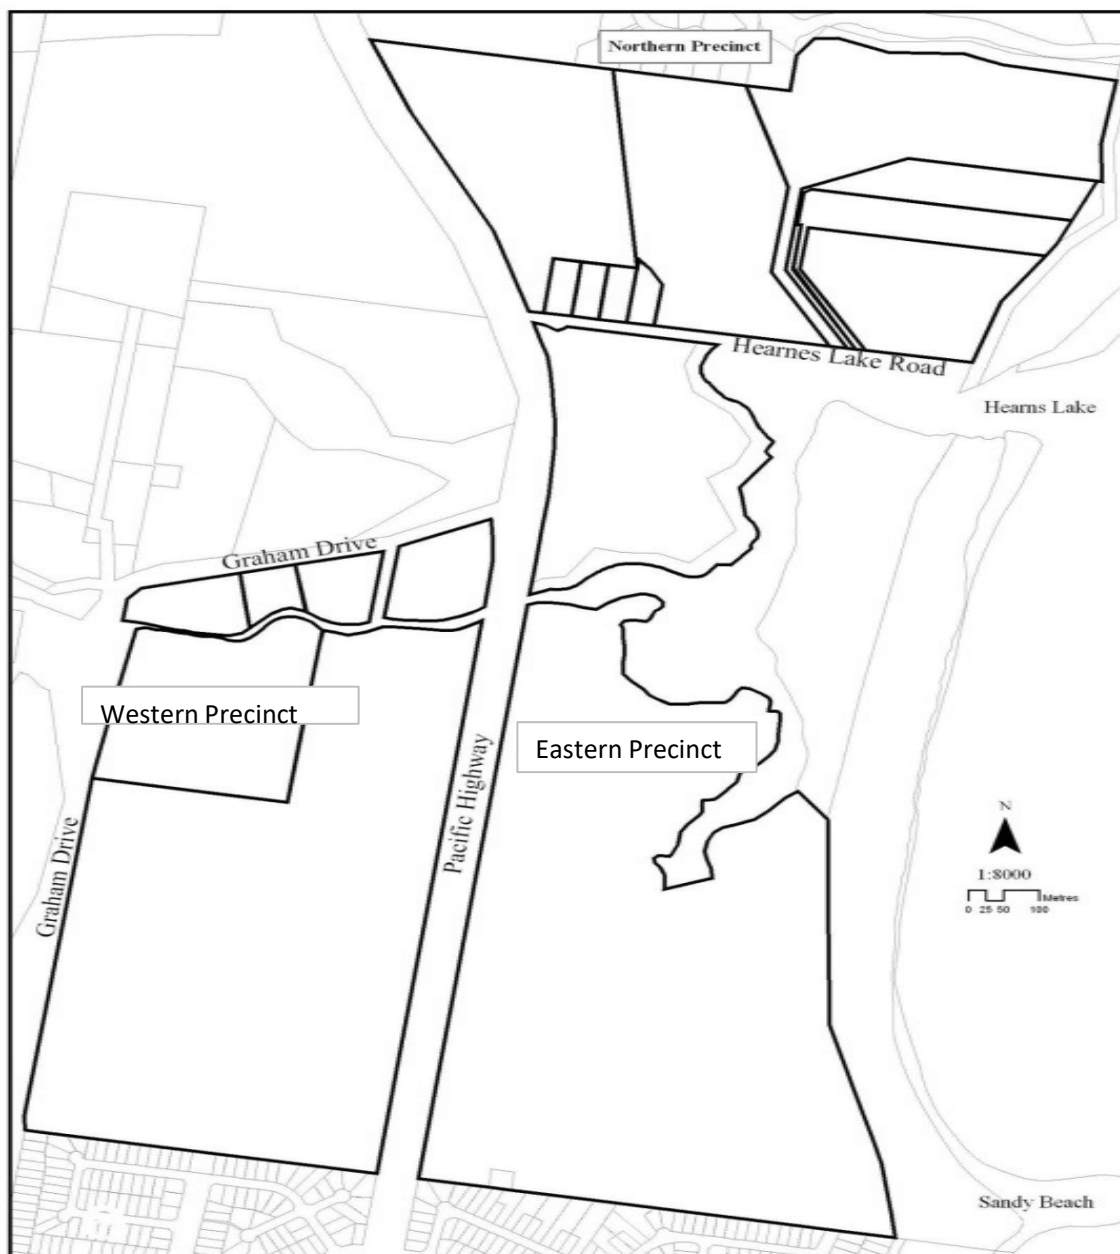 Northern Precinct
Hearnes Lake Road
Hearns Lake
Graham Drive
Western Precinct
Eastern Precinct
Pacific Highway
Graham Drive
N
1:8000
Metres
0 25 50 100
Sandy Beach